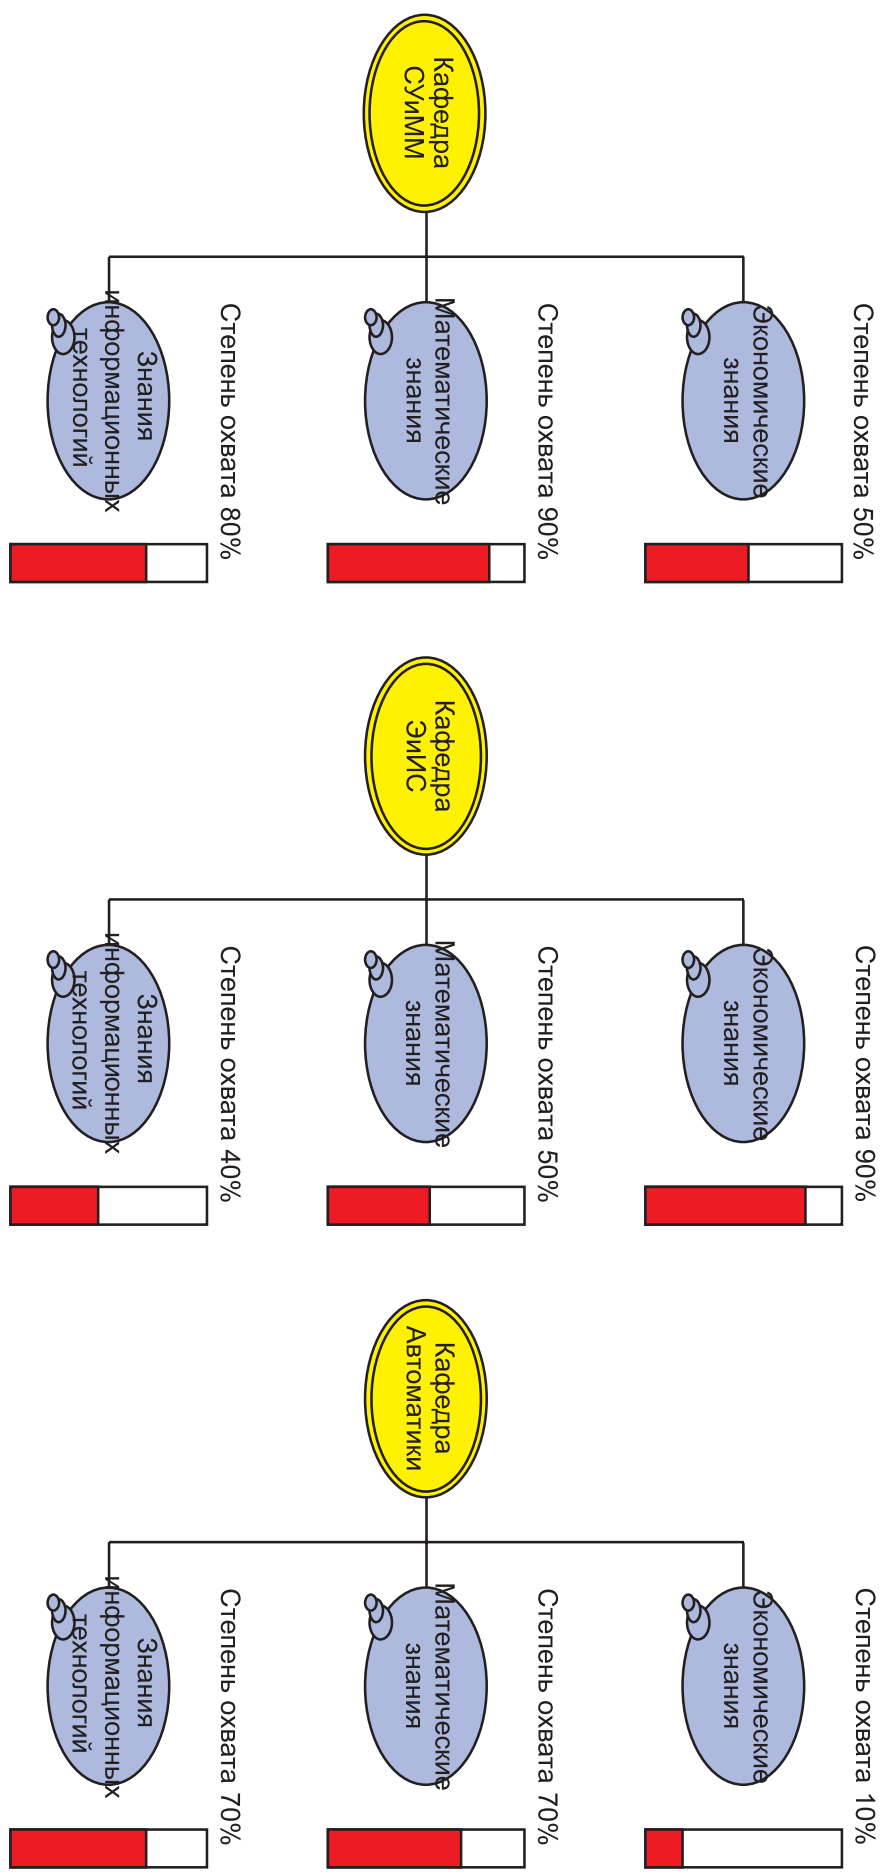 Кафедра
СУиММ
Степень охвата 50%
Экономические
знания
Степень охвата 90%
Математические
знания
Степень охвата 80%
Знания
информационных
технологий
Кафедра
ЭиИС
Степень охвата 90%
Экономические
знания
Степень охвата 50%
Математические
знания
Степень охвата 40%
Знания
информационных
технологий
Кафедра
Автоматики
Степень охвата 10%
Экономические
знания
Степень охвата 70%
Математические
знания
Степень охвата 70%
Знания
информационных
технологий